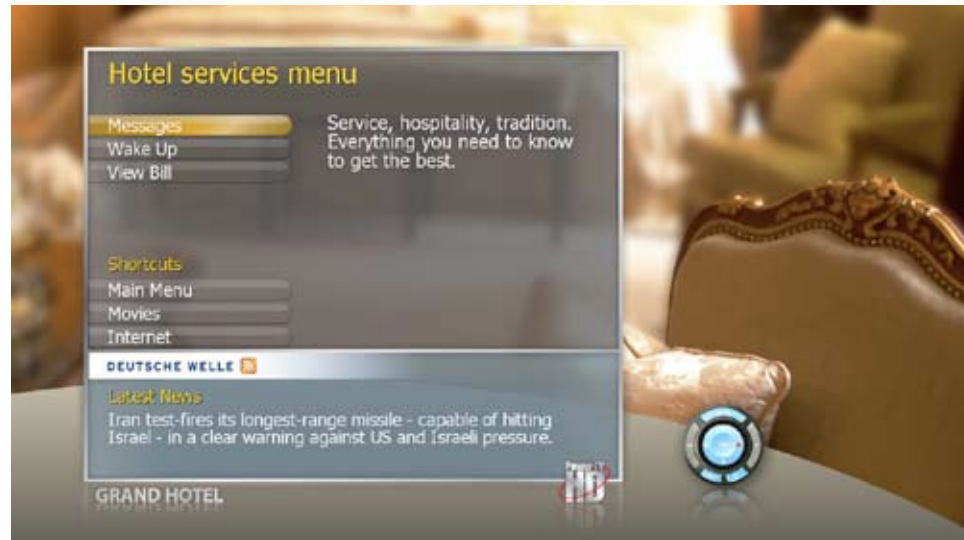 Hotel services menu
Messages
Wake Up
View Bill
Service, hospitality, tradition.
Everything you need to know
to get the best.
Shortcuts
Main Menu
Movies
Internet
DEUTSCHE WELLE
Latest News
Iran test-fires its longest-range missile - capable of hitting
Israel - in a clear warning against US and Israeli pressure.
GRAND HOTEL
HD